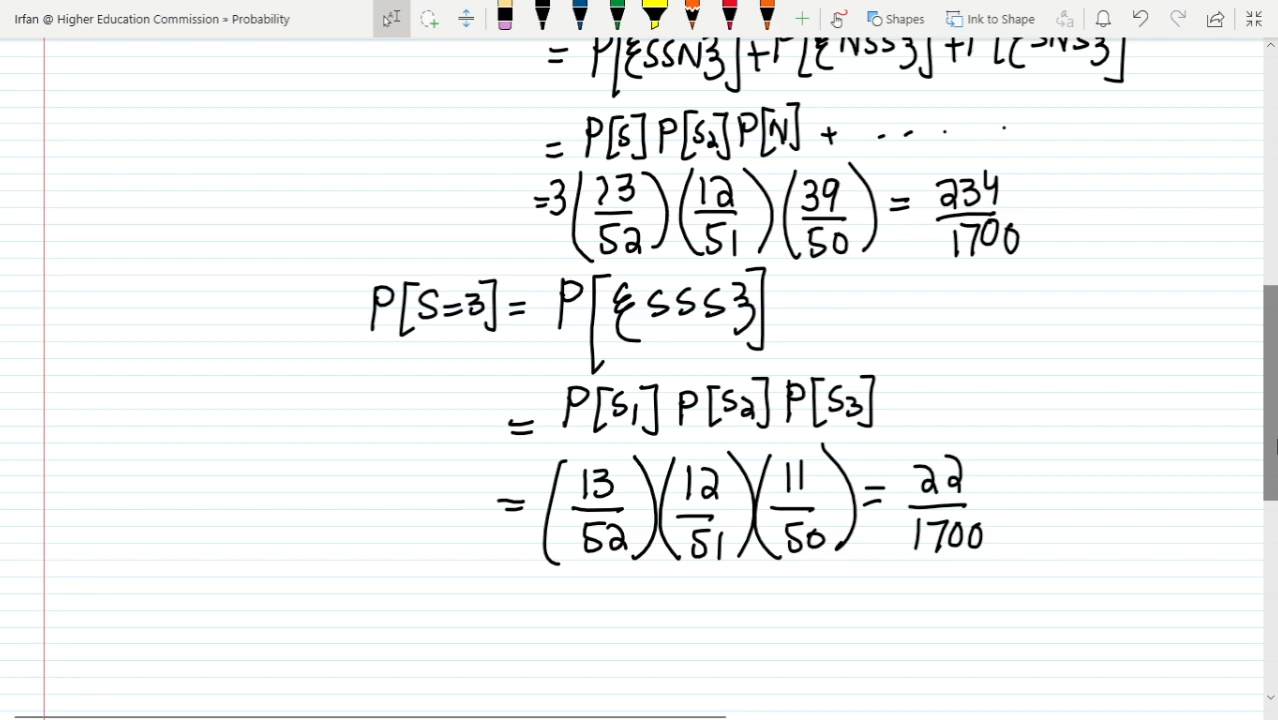 Irfan @ Higher Education Commission » Probability Shapes Ink to Shape
= P[{SSN}] + P[{NSS}] + P[{SNS}]
= P[S] P[S2] P[N] + .. . .
=3 (13/52) (12/51) (39/50) = 234/1700
P[S=3] = P[{SSS}]
= P[S1] P[S2] P[S3]
= (13/52) (12/51) (11/50) = 22/1700